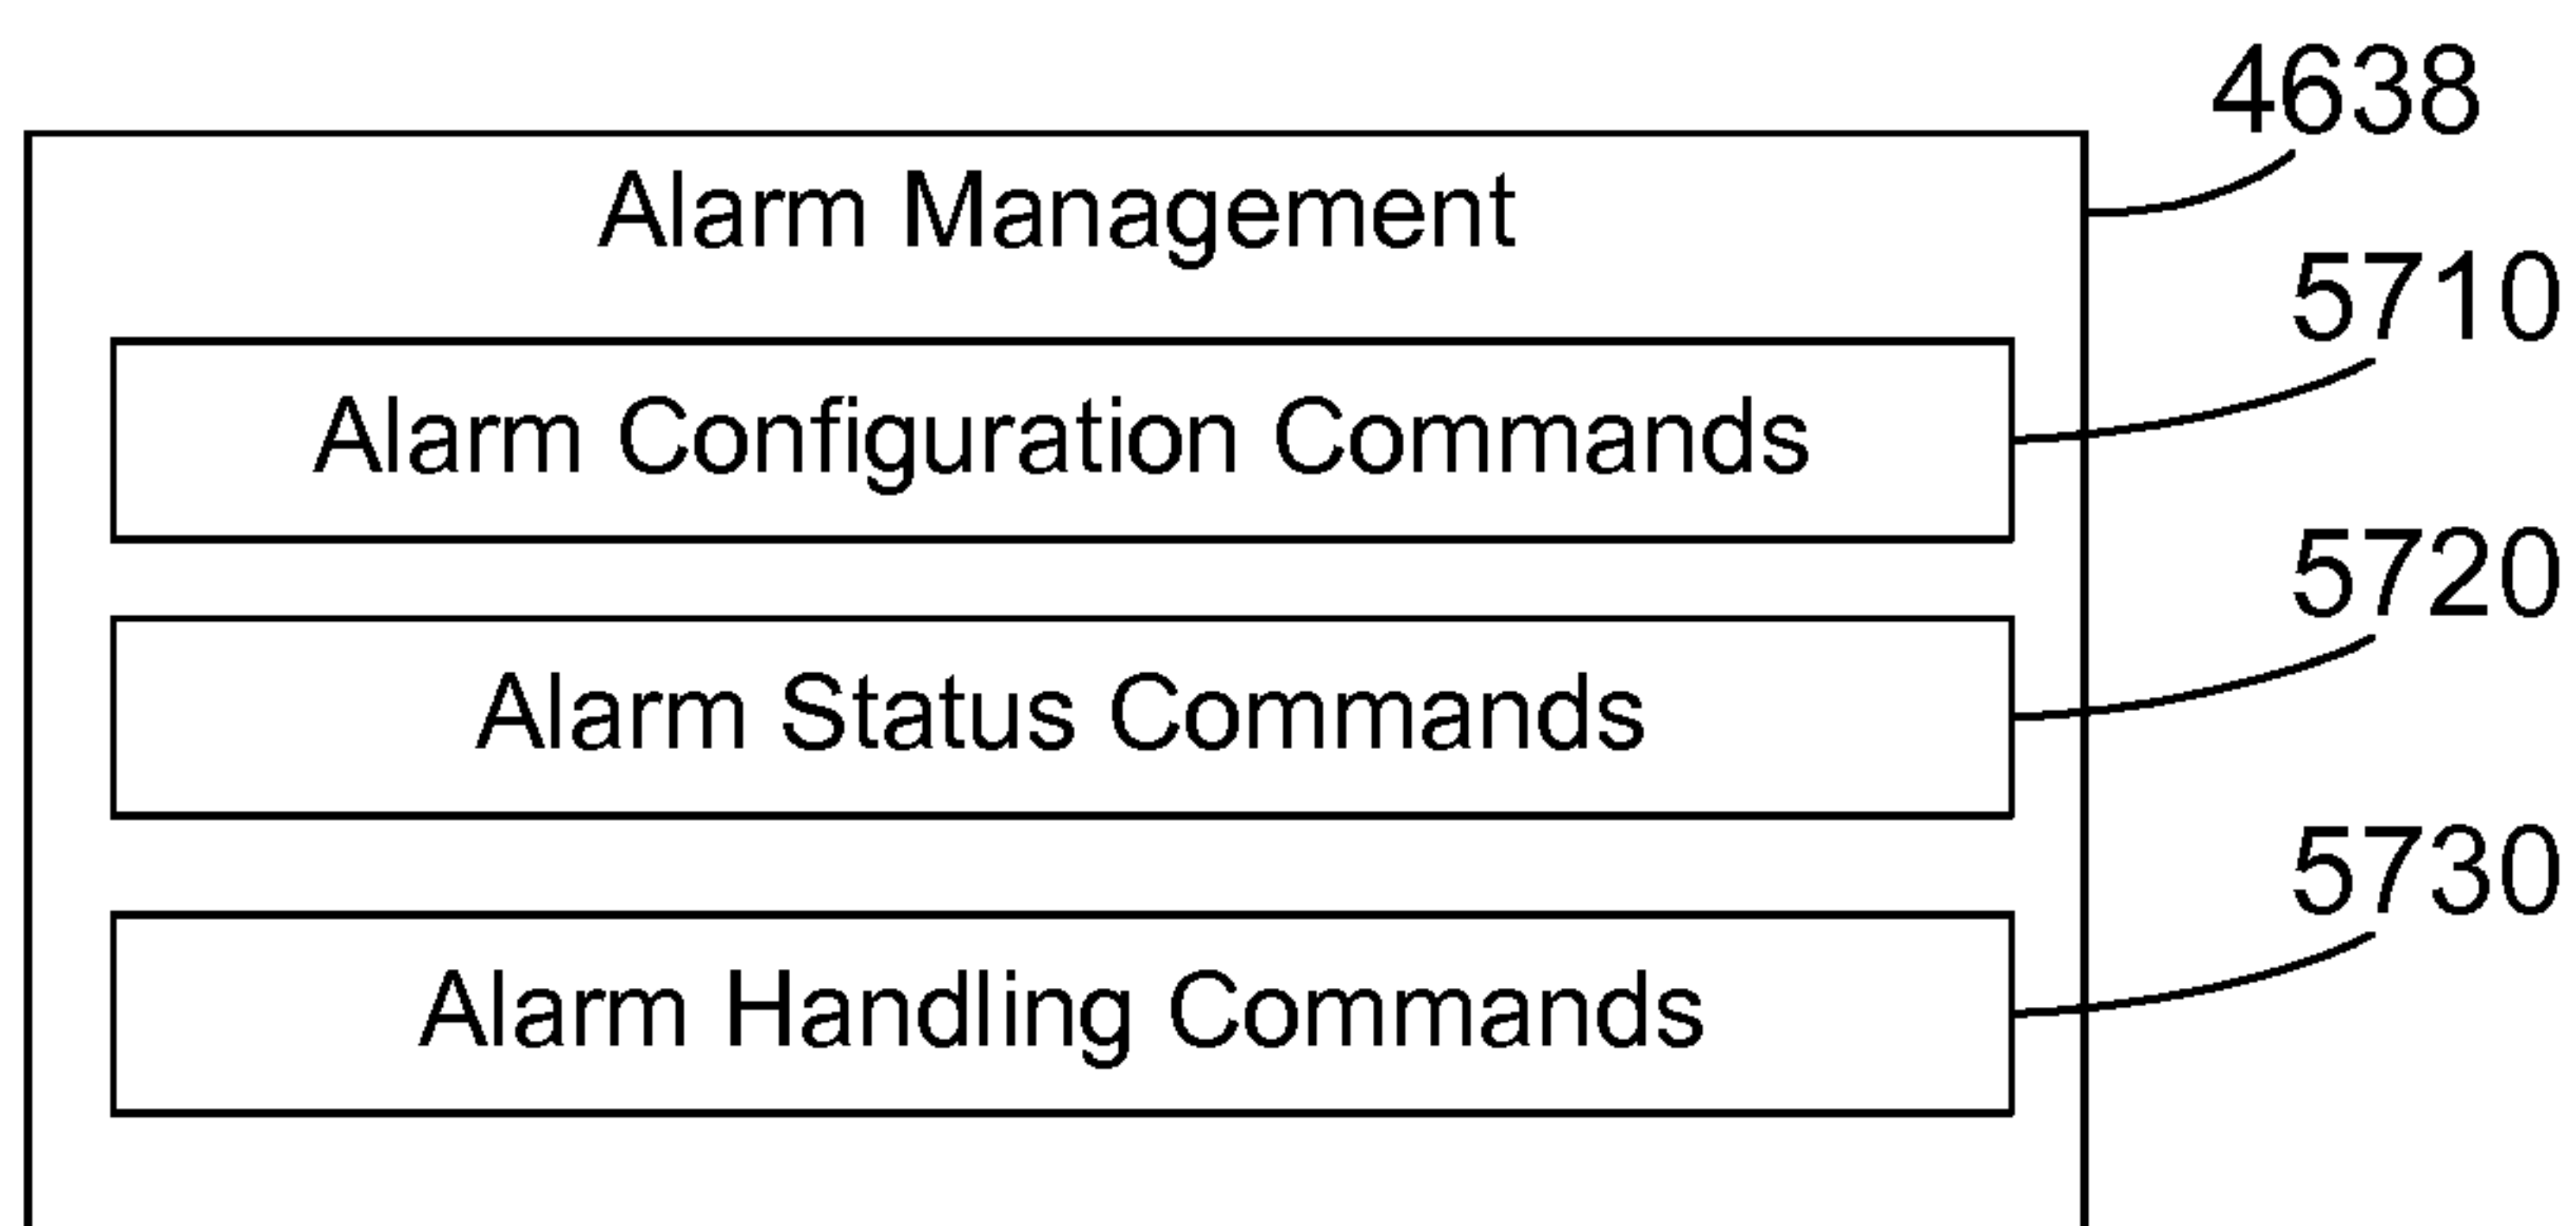 4638
Alarm Management
5710
Alarm Configuration Commands
5720
Alarm Status Commands
5730
Alarm Handling Commands